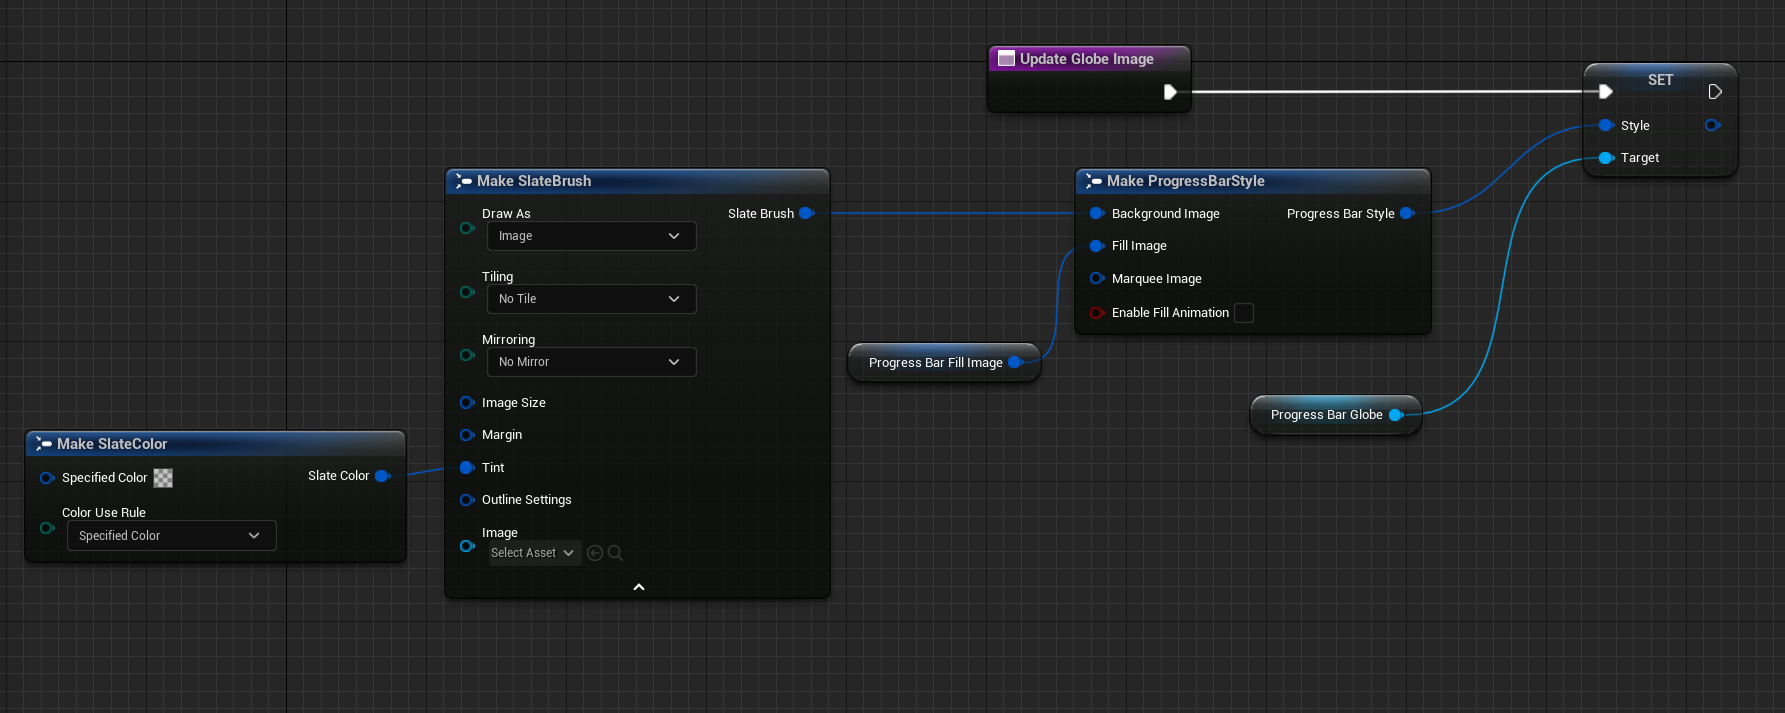 Update Globe Image
SET
Style
Target
Make SlateBrush
Draw As
Slate Brush
Image
Tiling
No Tile
Mirroring
No Mirror
Image Size
Margin
Tint
Outline Settings
Image
Select Asset
Make ProgressBarStyle
Background Image
Progress Bar Style
Fill Image
Marquee Image
Enable Fill Animation
Progress Bar Fill Image
Progress Bar Globe
Make SlateColor
Specified Color
Slate Color
Color Use Rule
Specified Color